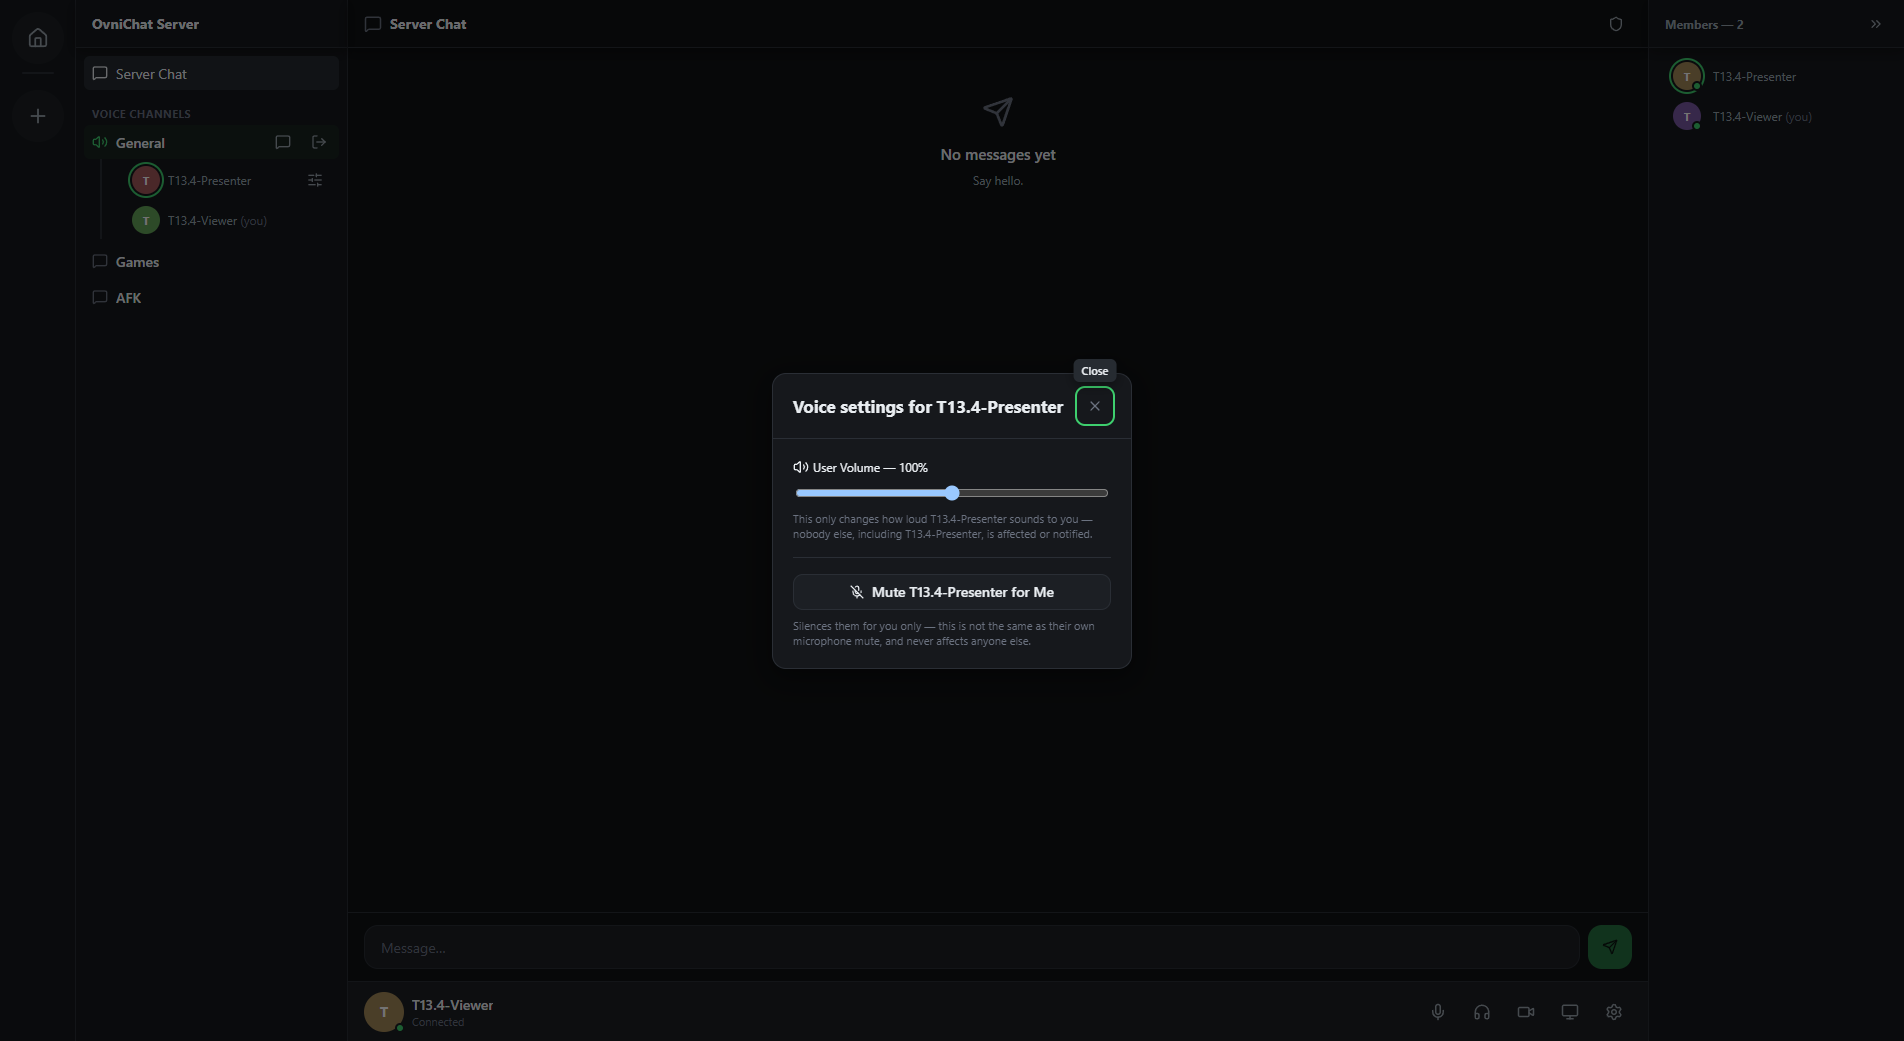 OvniChat Server
Server Chat
VOICE CHANNELS
General
T T13.4-Presenter
T T13.4-Viewer (you)
Games
AFK
Server Chat
No messages yet
Say hello.
Close
Voice settings for T13.4-Presenter
User Volume — 100%
This only changes how loud T13.4-Presenter sounds to you —
nobody else, including T13.4-Presenter, is affected or notified.
Mute T13.4-Presenter for Me
Silences them for you only — this is not the same as their own
microphone mute, and never affects anyone else.
Message...
T T13.4-Viewer
Connected
Members — 2
T T13.4-Presenter
T T13.4-Viewer (you)